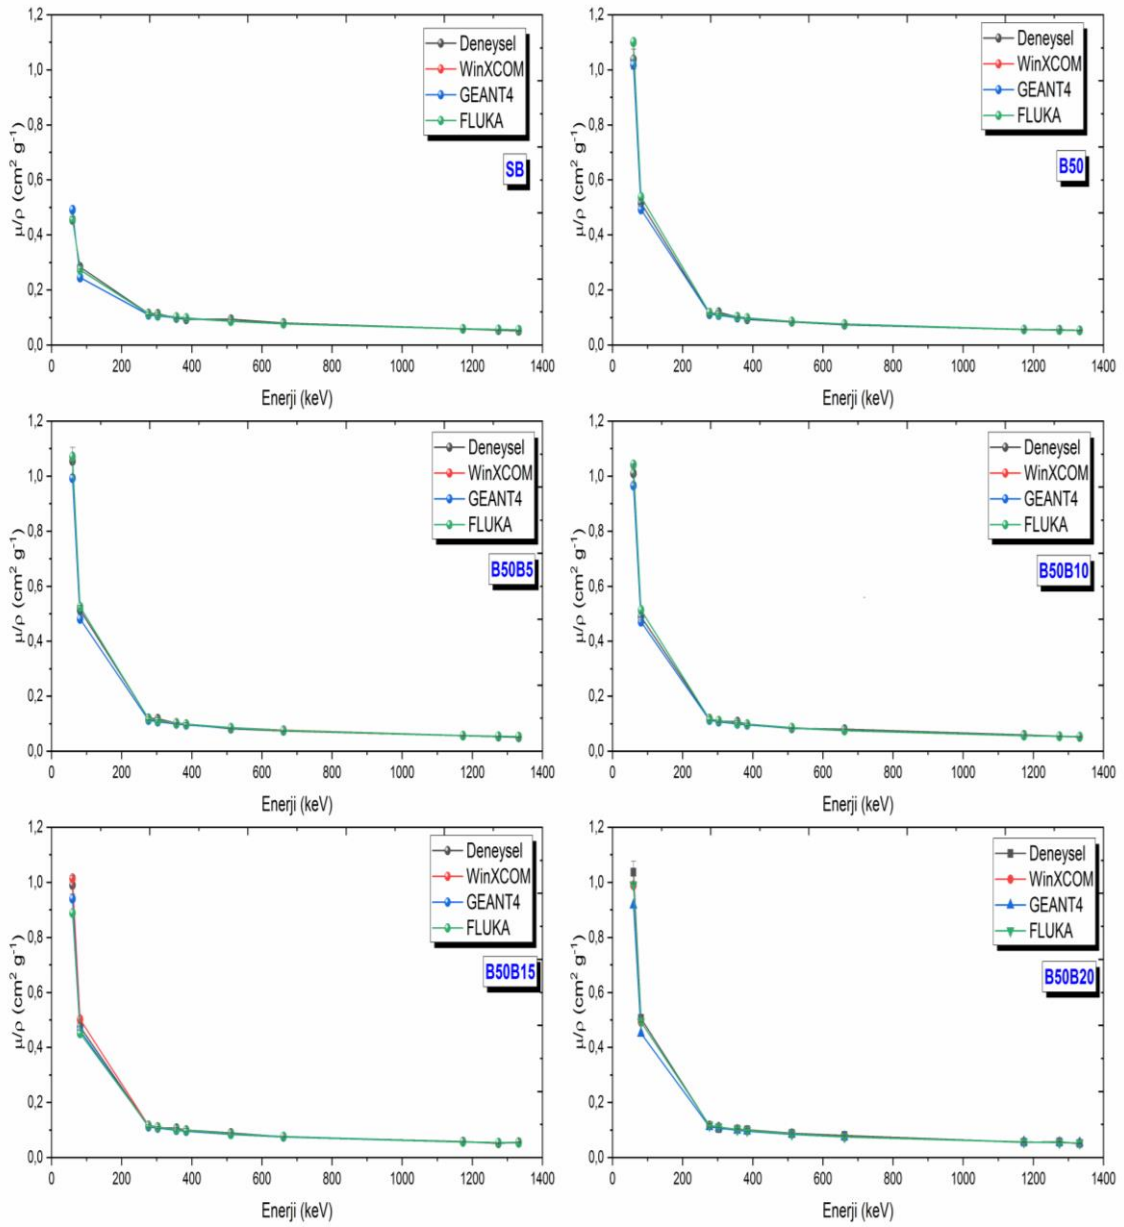 1,2
1,0
0,8
0,6
0,4
0,2
0,0
μ/ρ (cm² g⁻¹)
Deneysel
WinXCOM
GEANT4
FLUKA
SB
0 200 400 600 800 1000 1200 1400
Enerji (keV)
1,2
1,0
0,8
0,6
0,4
0,2
0,0
μ/ρ (cm² g⁻¹)
Deneysel
WinXCOM
GEANT4
FLUKA
B50
0 200 400 600 800 1000 1200 1400
Enerji (keV)
1,2
1,0
0,8
0,6
0,4
0,2
0,0
μ/ρ (cm² g⁻¹)
Deneysel
WinXCOM
GEANT4
FLUKA
B50B5
0 200 400 600 800 1000 1200 1400
Enerji (keV)
1,2
1,0
0,8
0,6
0,4
0,2
0,0
μ/ρ (cm² g⁻¹)
Deneysel
WinXCOM
GEANT4
FLUKA
B50B10
0 200 400 600 800 1000 1200 1400
Enerji (keV)
1,2
1,0
0,8
0,6
0,4
0,2
0,0
μ/ρ (cm² g⁻¹)
Deneysel
WinXCOM
GEANT4
FLUKA
B50B15
0 200 400 600 800 1000 1200 1400
Enerji (keV)
1,2
1,0
0,8
0,6
0,4
0,2
0,0
μ/ρ (cm² g⁻¹)
Deneysel
WinXCOM
GEANT4
FLUKA
B50B20
0 200 400 600 800 1000 1200 1400
Enerji (keV)